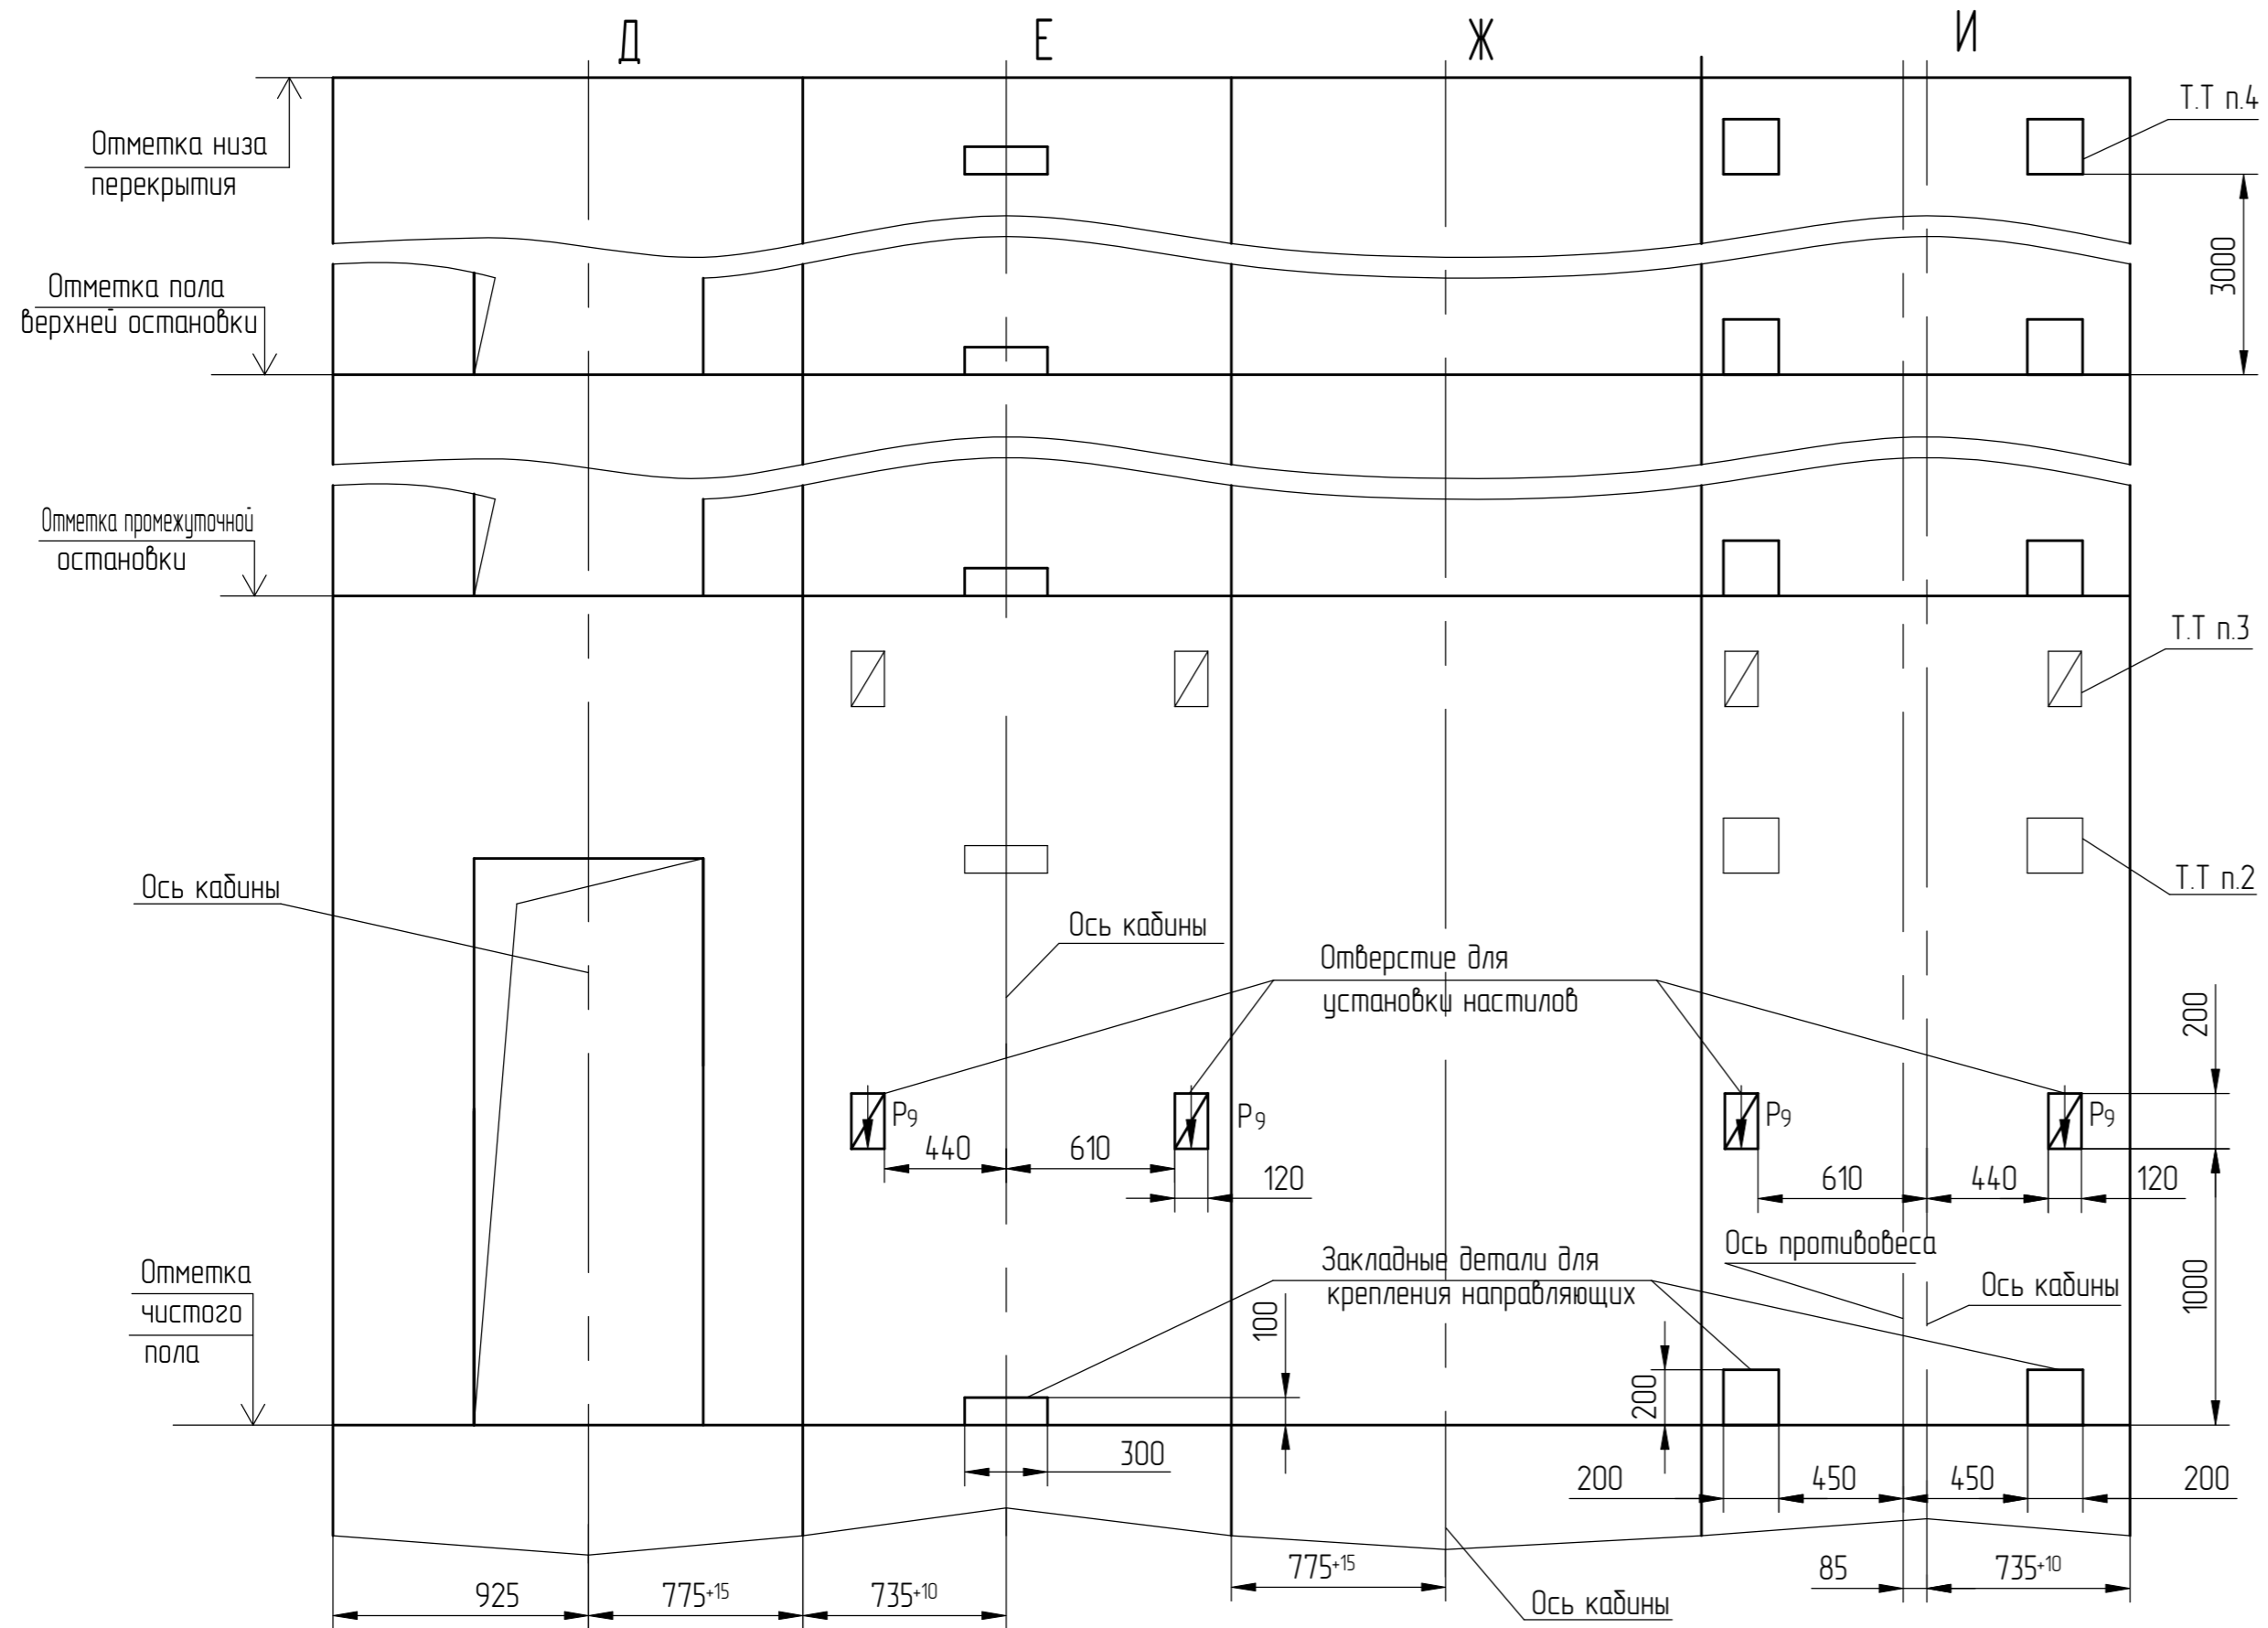 Д
Е
Ж
И
Т.Т п.4
Отметка низа
перекрытия
3000
Отметка пола
верхней остановки
Отметка промежуточной
остановки
Т.Т п.3
Т.Т п.2
Ось кабины
Ось кабины
Отверстие для
установки настилов
200
Р9
Р9
Р9
Р9
440
610
120
610
440
120
1000
Ось противовеса
Ось кабины
Закладные детали для
крепления направляющих
Отметка
чистого
пола
100
200
300
200
450
450
200
925
775+15
735+10
775+15
85
735+10
Ось кабины